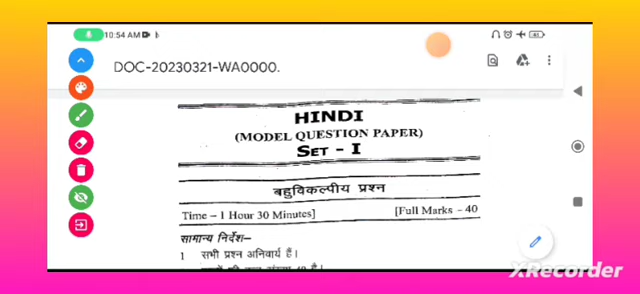 10:54 AM
DOC-20230321-WA0000.
HINDI
(MODEL QUESTION PAPER)
SET - I
बहुविकल्पीय प्रश्न
Time – 1 Hour 30 Minutes] [Full Marks - 40
सामान्य निर्देश–
1 सभी प्रश्न अनिवार्य हैं।
XRecorder